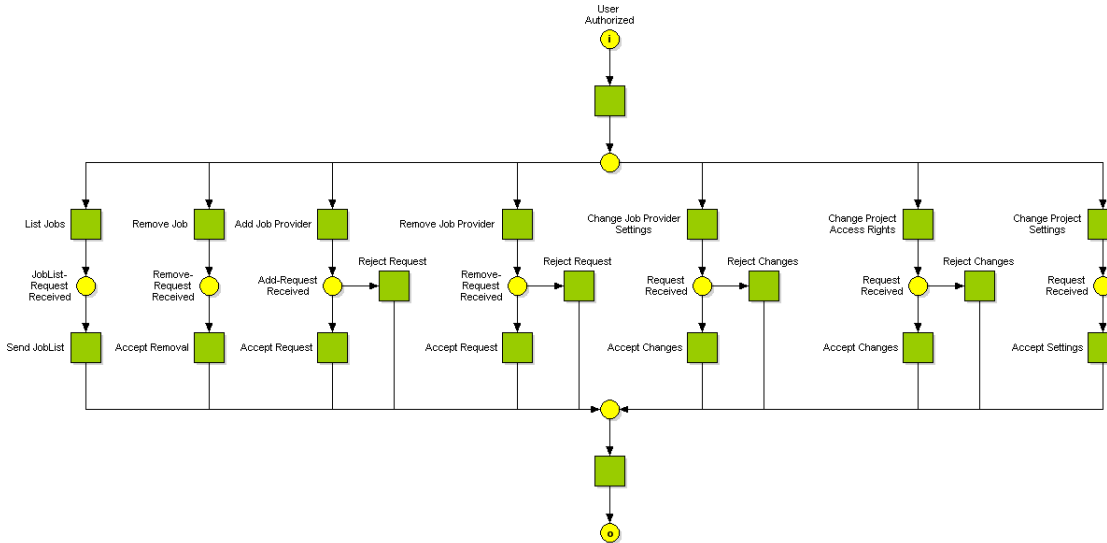 User
Authorized
i
List Jobs
Remove Job
Add Job Provider
Remove Job Provider
Change Job Provider
Settings
Change Project
Access Rights
Change Project
Settings
JobList-
Request
Received
Remove-
Request
Received
Add-Request
Received
Reject Request
Remove-
Request
Received
Reject Request
Request
Received
Reject Changes
Request
Received
Reject Changes
Request
Received
Send JobList
Accept Removal
Accept Request
Accept Request
Accept Changes
Accept Changes
Accept Settings
o